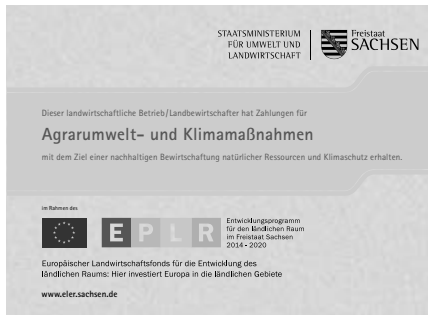 STAATSMINISTERIUM
FÜR UMWELT UND
LANDWIRTSCHAFT
Freistaat
SACHSEN
Dieser landwirtschaftliche Betrieb/Landbewirtschafter hat Zahlungen für
Agrarumwelt- und Klimamaßnahmen
mit dem Ziel einer nachhaltigen Bewirtschaftung natürlicher Ressourcen und Klimaschutz erhalten.
im Rahmen des
EPLR
Entwicklungsprogramm
für den ländlichen Raum
im Freistaat Sachsen
2014 - 2020
Europäischer Landwirtschaftsfonds für die Entwicklung des
ländlichen Raums: Hier investiert Europa in die ländlichen Gebiete
www.eler.sachsen.de